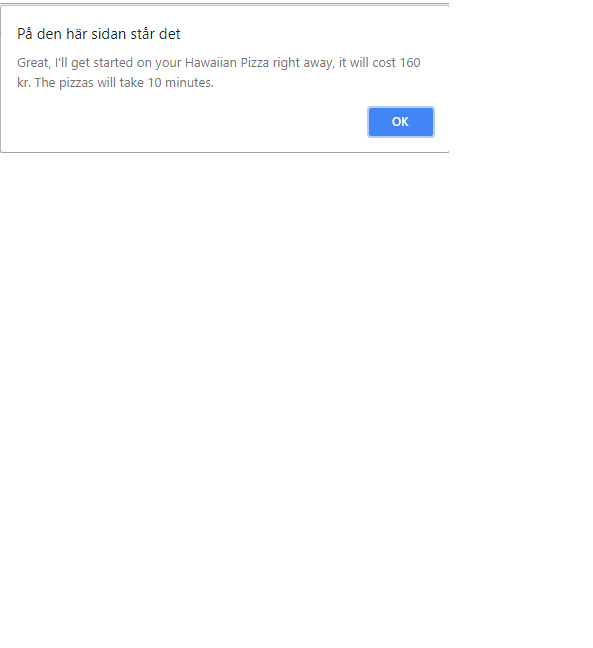 På den här sidan står det
Great, I'll get started on your Hawaiian Pizza right away, it will cost 160
kr. The pizzas will take 10 minutes.
OK